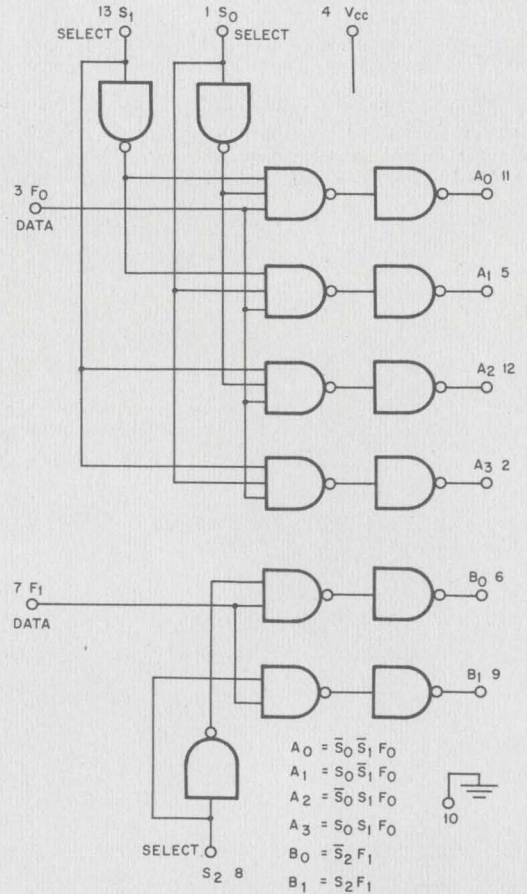 13 S1 1 S0 4 Vcc
SELECT SELECT
A0 11
3 F0
DATA
A1 5
A2 12
A3 2
B0 6
7 F1
DATA
B1 9
A0 = S̅0 S̅1 F0
A1 = S0 S̅1 F0
A2 = S̅0 S1 F0
A3 = S0 S1 F0
10
B0 = S̅2 F1
SELECT
S2 8
B1 = S2 F1